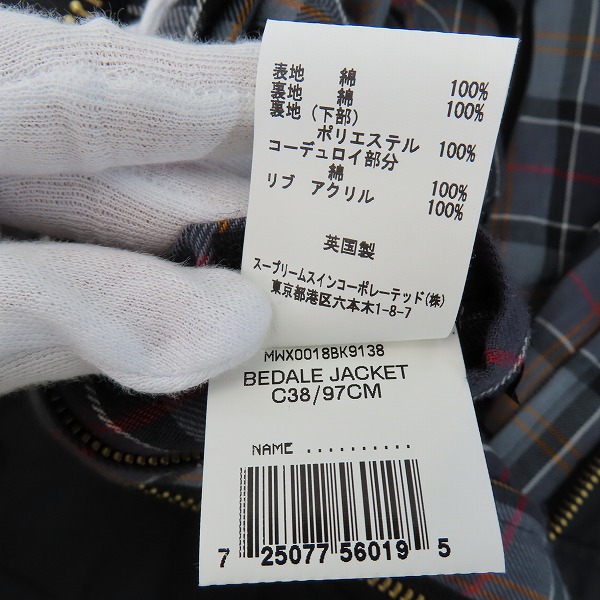 表地 綿 100%
裏地 綿 100%
裏地(下部)
ポリエステル 100%
コーデュロイ部分
綿 100%
リブ アクリル 100%
英国製
スープリームスインコーポレーテッド(株)
東京都港区六本木1-8-7
MWX0018BK9138
BEDALE JACKET
C38/97CM
NAME ..........
7 25077 56019 5